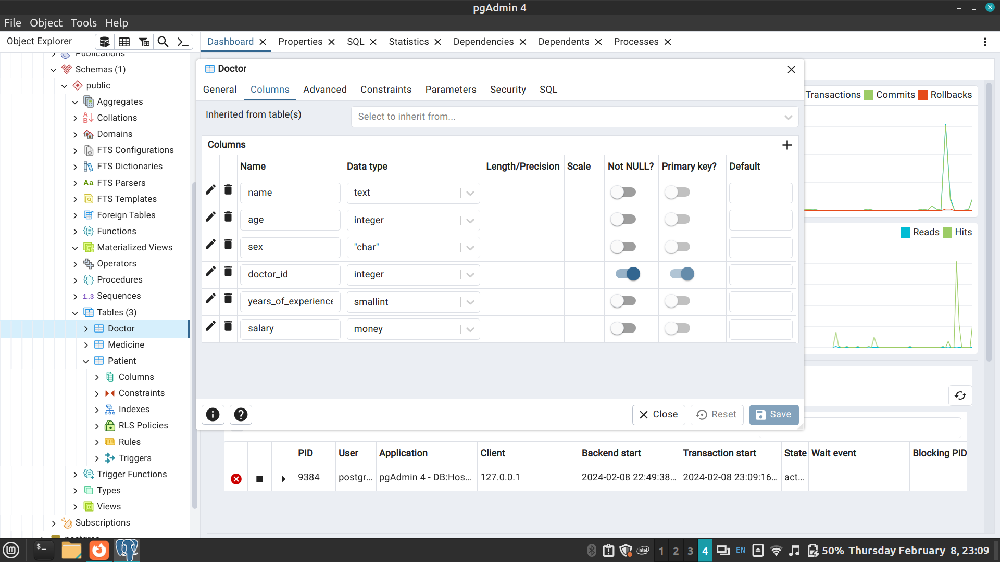 pgAdmin 4
File Object Tools Help
Object Explorer
Dashboard Properties SQL Statistics Dependencies Dependents Processes
Publications
Schemas (1)
public
Aggregates
Collations
Domains
FTS Configurations
FTS Dictionaries
Aa FTS Parsers
FTS Templates
Foreign Tables
Functions
Materialized Views
Operators
Procedures
1..3 Sequences
Tables (3)
Doctor
Medicine
Patient
Columns
Constraints
Indexes
RLS Policies
Rules
Triggers
Trigger Functions
Types
Views
Subscriptions
Doctor
General Columns Advanced Constraints Parameters Security SQL
Inherited from table(s) Select to inherit from...
Columns
Name Data type Length/Precision Scale Not NULL? Primary key? Default
name text
age integer
sex "char"
doctor_id integer
years_of_experience smallint
salary money
Close Reset Save
Transactions Commits Rollbacks
Reads Hits
PID User Application Client Backend start Transaction start State Wait event Blocking PID
9384 postgr... pgAdmin 4 - DB:Hos... 127.0.0.1 2024-02-08 22:49:38... 2024-02-08 23:09:16... act...
intel 1 2 3 4 EN 50% Thursday February 8, 23:09